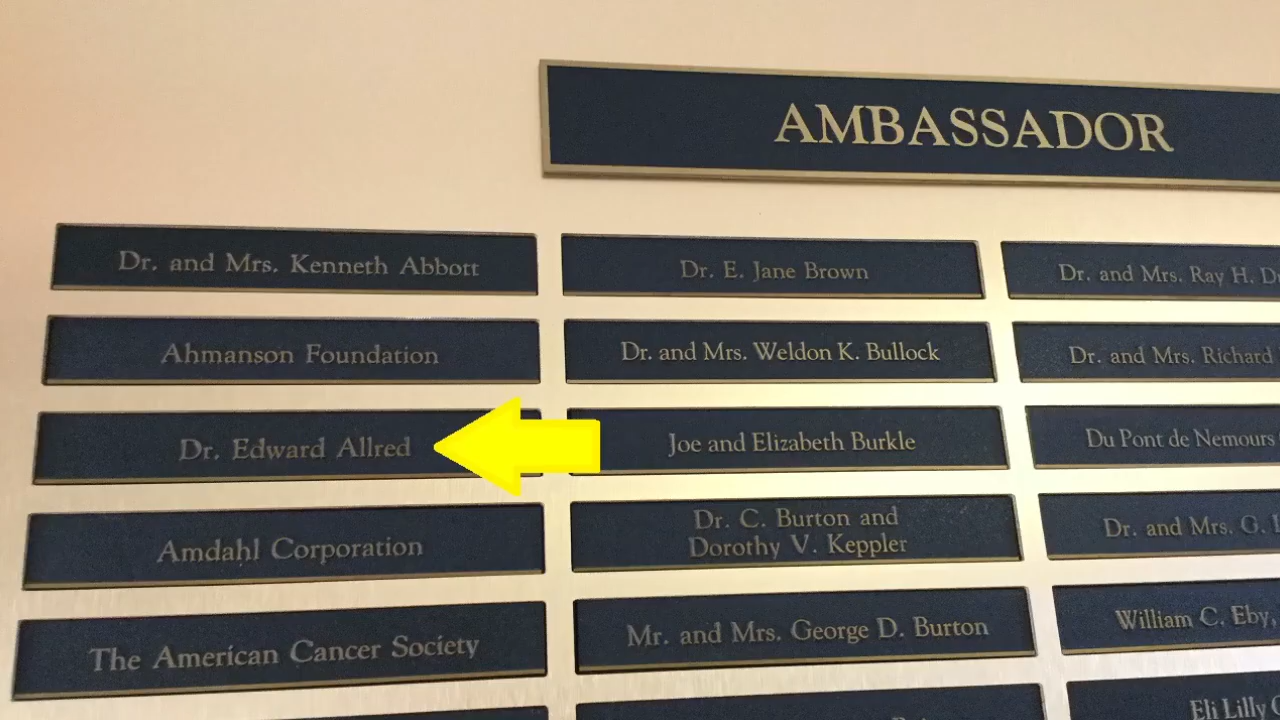 AMBASSADOR
Dr. and Mrs. Kenneth Abbott
Dr. E. Jane Brown
Dr. and Mrs. Ray H.
Ahmanson Foundation
Dr. and Mrs. Weldon K. Bullock
Dr. and Mrs. Richard
Dr. Edward Allred
Joe and Elizabeth Burkle
Du Pont de Nemours
Amdahl Corporation
Dr. C. Burton and
Dorothy V. Keppler
Dr. and Mrs. G.
The American Cancer Society
Mr. and Mrs. George D. Burton
William C. Eby,
Eli Lilly